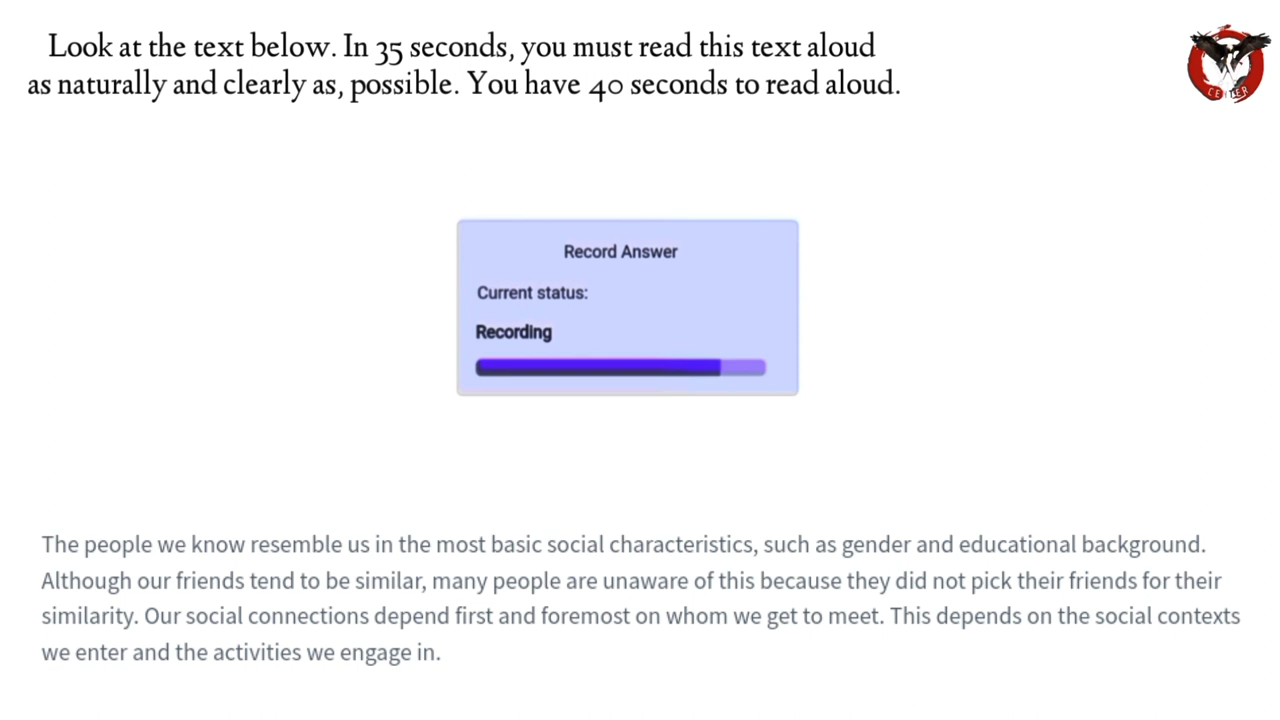 Look at the text below. In 35 seconds, you must read this text aloud
as naturally and clearly as, possible. You have 40 seconds to read aloud.
CENTER
Record Answer
Current status:
Recording
The people we know resemble us in the most basic social characteristics, such as gender and educational background.
Although our friends tend to be similar, many people are unaware of this because they did not pick their friends for their
similarity. Our social connections depend first and foremost on whom we get to meet. This depends on the social contexts
we enter and the activities we engage in.